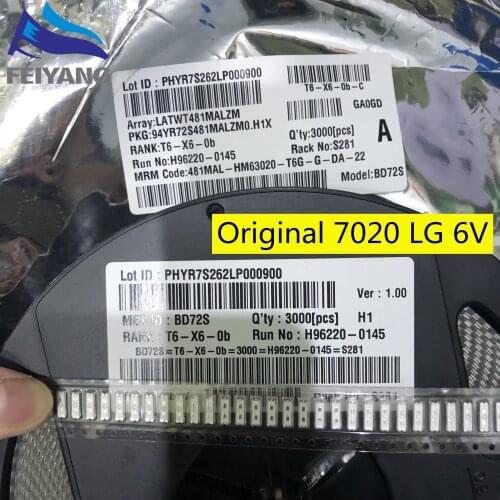 FEIYANG
Lot ID : PHYR7S262LP000900
T6-X6-0b-C
Array:LATWT481MALZM
PKG:94YR72S481MALZM0.H1X
GA0GD
RANK:T6-X6-0b
Q'ty:3000[pcs]
A
Run No:H96220-0145
Rack No:S281
MRM Code:481MAL-HM63020-T6G-G-DA-22
Model:BD72S
Original 7020 LG 6V
Lot ID : PHYR7S262LP000900
Ver : 1.00
ID : BD72S
Q'ty : 3000[pcs]
H1
RANK : T6-X6-0b
Run No : H96220-0145
BD72S=T6-X6-0b=3000=H96220-0145=S281